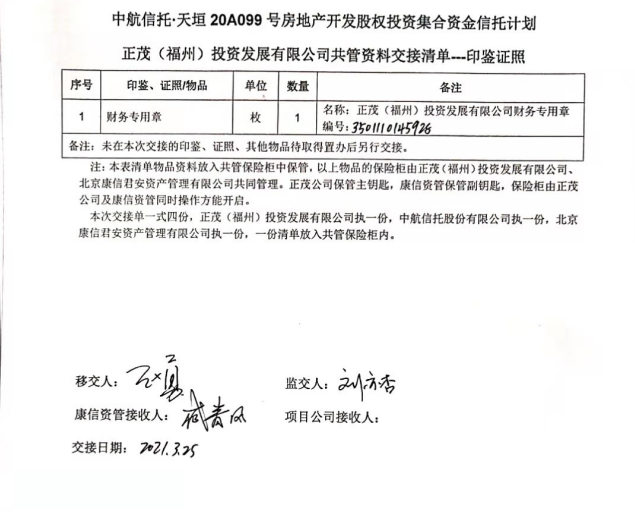 中航信托·天垣 20A099 号房地产开发股权投资集合资金信托计划
正茂（福州）投资发展有限公司共管资料交接清单---印鉴证照
序号 印鉴、证照/物品 单位 数量 备注
1 财务专用章 枚 1 名称：正茂（福州）投资发展有限公司财务专用章
编号：3501110145926
备注：未在本次交接的印鉴、证照、其他物品待取得置办后另行交接。
注：本表清单物品资料放入共管保险柜中保管，以上物品的保险柜由正茂（福州）投资发展有限公司、
北京康信君安资产管理有限公司共同管理。正茂公司保管主钥匙，康信资管保管副钥匙，保险柜由正茂
公司及康信资管同时操作方能开启。
本次交接单一式四份，正茂（福州）投资发展有限公司执一份，中航信托股份有限公司执一份，北京
康信君安资产管理有限公司执一份，一份清单放入共管保险柜内。
移交人： 监交人：刘方杏
康信资管接收人： 项目公司接收人：
交接日期：2021.3.25